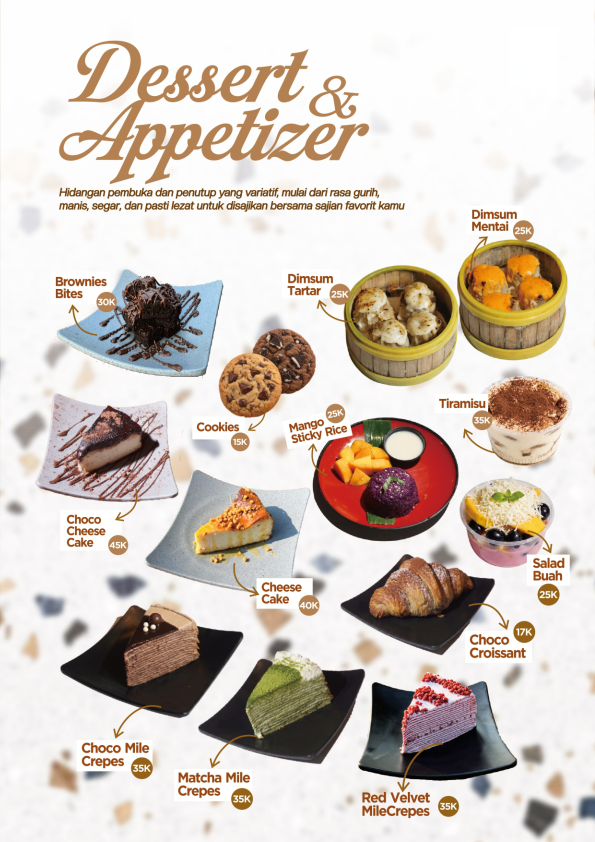 Dessert &
Appetizer
Hidangan pembuka dan penutup yang variatif, mulai dari rasa gurih,
manis, segar, dan pasti lezat untuk disajikan bersama sajian favorit kamu
Dimsum
Mentai 25K
Brownies
Bites 30K
Dimsum
Tartar 25K
Tiramisu
35K
Cookies
15K
Mango 25K
Sticky Rice
Choco
Cheese
Cake 45K
Cheese
Cake 40K
Salad
Buah
25K
Choco 17K
Croissant
Choco Mile
Crepes 35K
Matcha Mile
Crepes 35K
Red Velvet
MileCrepes 35K